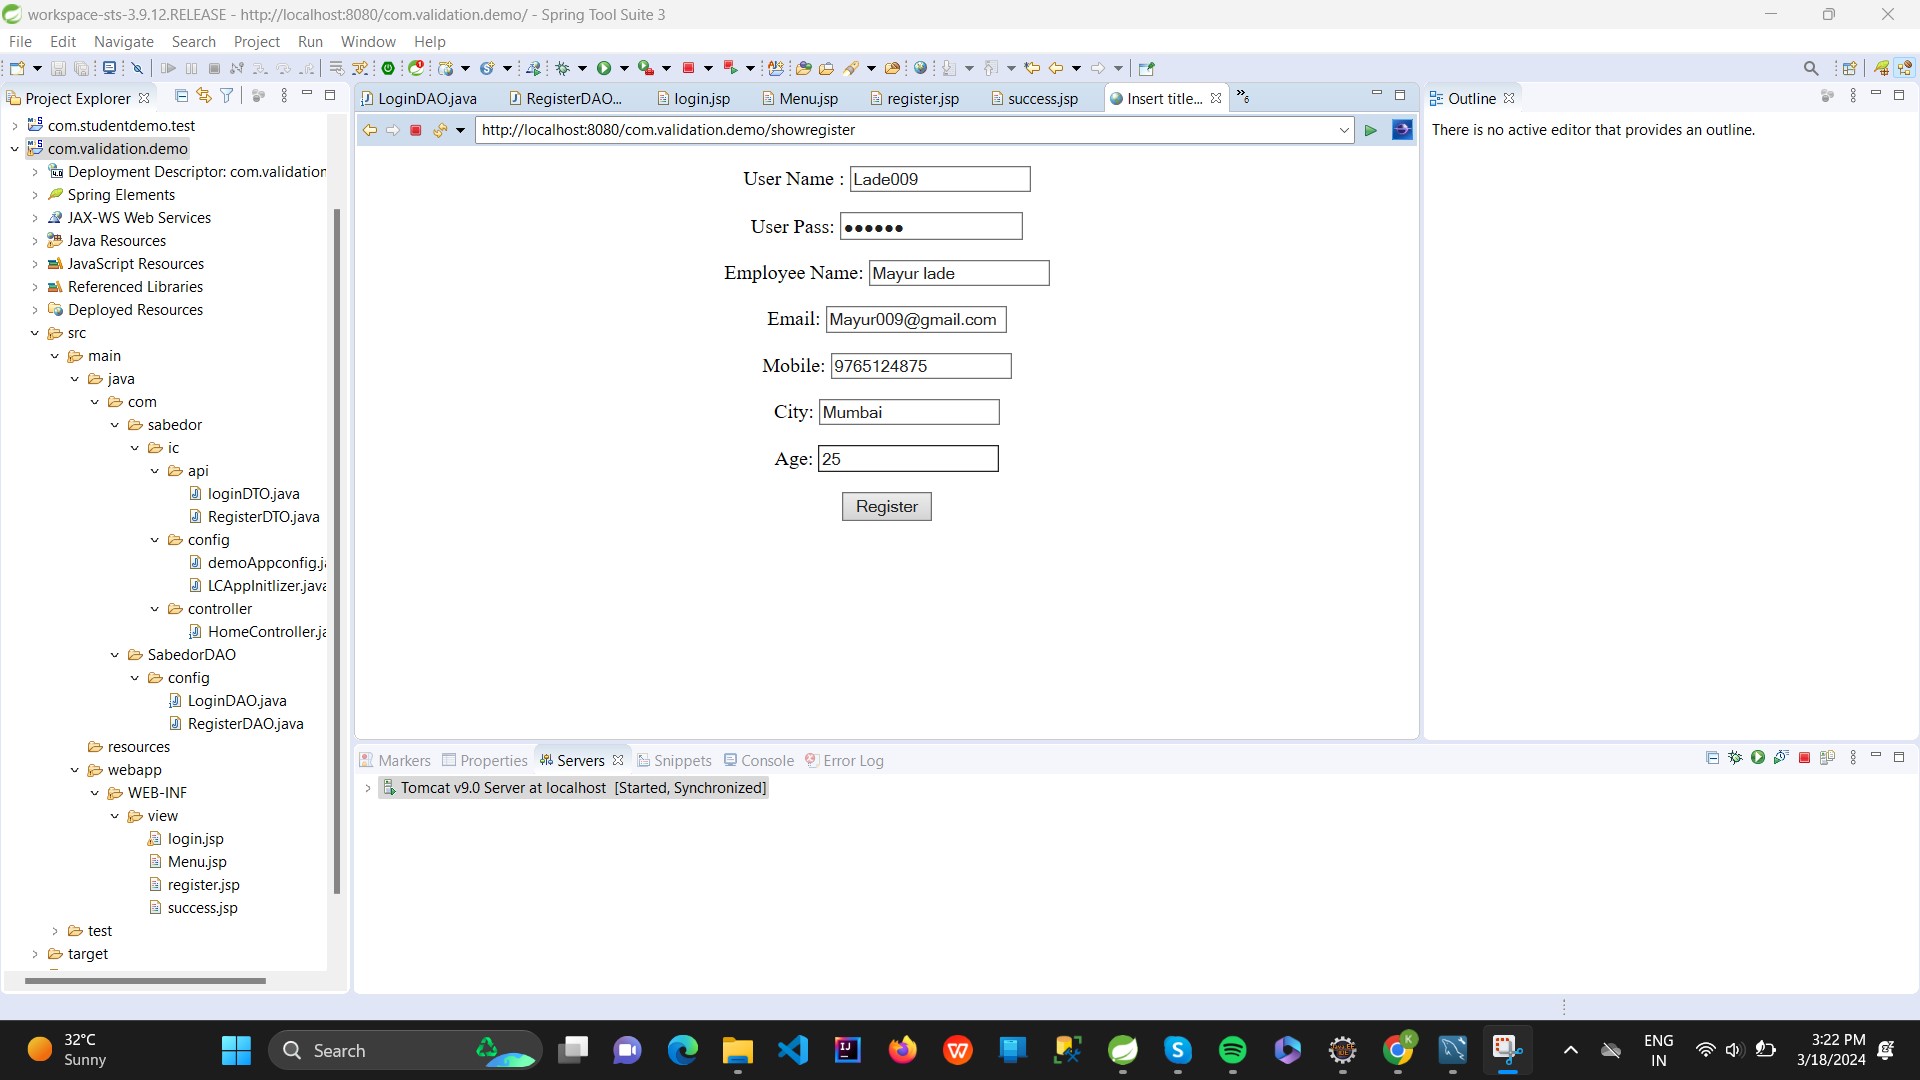 workspace-sts-3.9.12.RELEASE - http://localhost:8080/com.validation.demo/ - Spring Tool Suite 3
File Edit Navigate Search Project Run Window Help
Project Explorer
com.studentdemo.test
com.validation.demo
Deployment Descriptor: com.validation
Spring Elements
JAX-WS Web Services
Java Resources
JavaScript Resources
Referenced Libraries
Deployed Resources
src
main
java
com
sabedor
ic
api
loginDTO.java
RegisterDTO.java
config
demoAppconfig.ja
LCAppInitlizer.java
controller
HomeController.ja
SabedorDAO
config
LoginDAO.java
RegisterDAO.java
resources
webapp
WEB-INF
view
login.jsp
Menu.jsp
register.jsp
success.jsp
test
target
LoginDAO.java RegisterDAO... login.jsp Menu.jsp register.jsp success.jsp Insert title... »6
http://localhost:8080/com.validation.demo/showregister
User Name : Lade009
User Pass: ●●●●●●
Employee Name: Mayur lade
Email: Mayur009@gmail.com
Mobile: 9765124875
City: Mumbai
Age: 25
Register
Outline
There is no active editor that provides an outline.
Markers Properties Servers Snippets Console Error Log
Tomcat v9.0 Server at localhost [Started, Synchronized]
32°C
Sunny
Search
ENG
IN
3:22 PM
3/18/2024